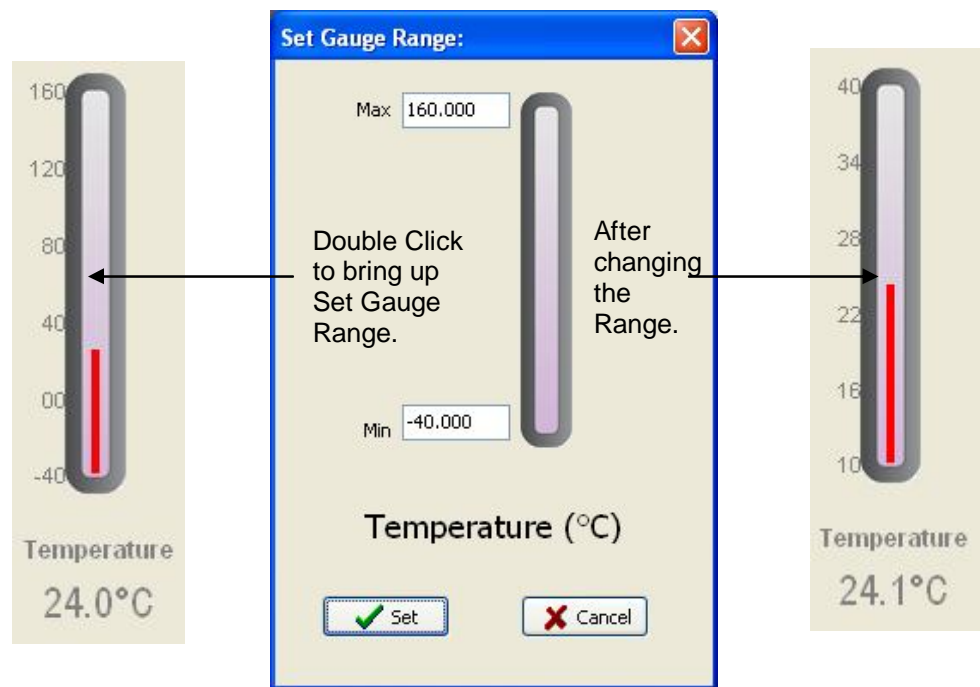 160
120
80
40
00
-40
Temperature
24.0°C
Set Gauge Range:
Max 160.000
Double Click
to bring up
Set Gauge
Range.
After
changing
the
Range.
Min -40.000
Temperature (°C)
Set
Cancel
40
34
28
22
16
10
Temperature
24.1°C